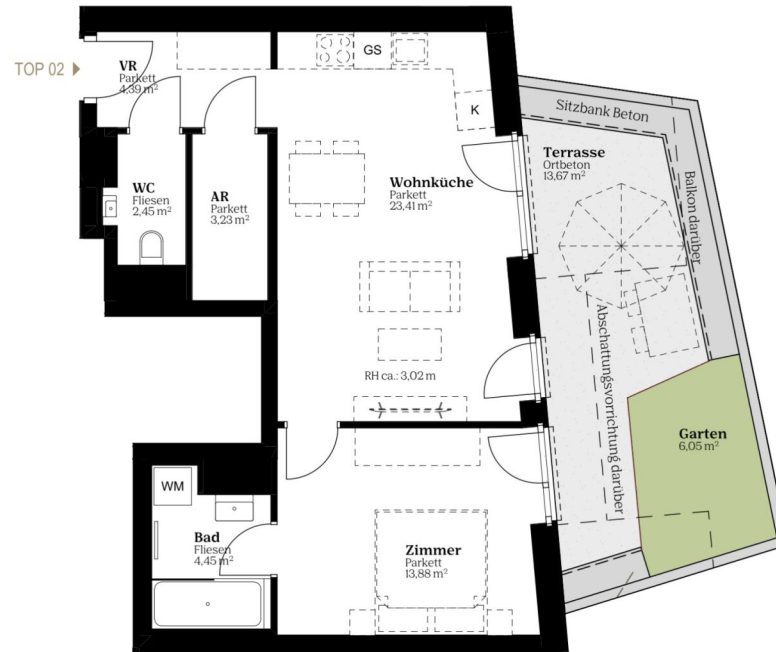 TOP 02
VR
Parkett
4,39 m²
GS
K
Sitzbank Beton
WC
Fliesen
2,45 m²
AR
Parkett
3,23 m²
Wohnküche
Parkett
23,41 m²
Terrasse
Ortbeton
13,67 m²
Balkon darüber
Abschattungsvorrichtung darüber
RH ca.: 3,02 m
Garten
6,05 m²
WM
Bad
Fliesen
4,45 m²
Zimmer
Parkett
13,88 m²